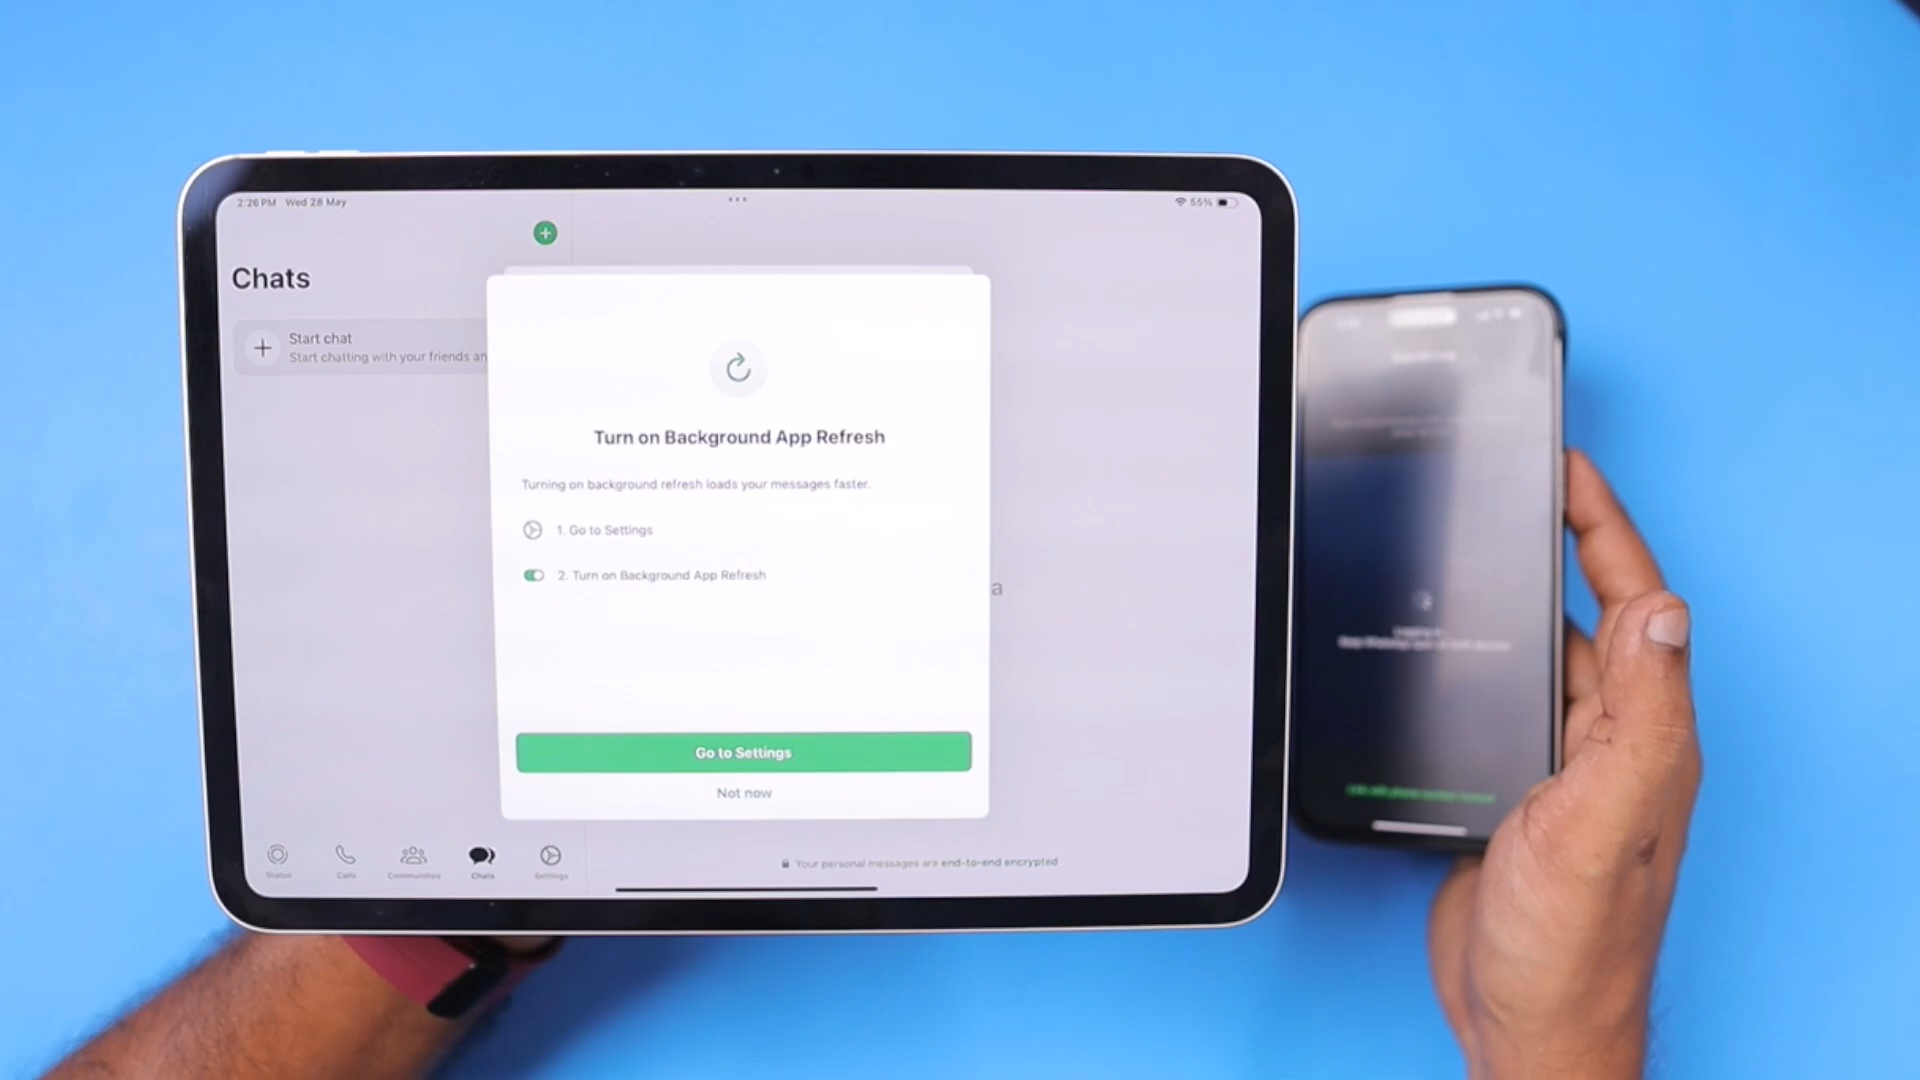 2:26 PM Wed 28 May
55%
Chats
Start chat
Start chatting with your friends an
Turn on Background App Refresh
Turning on background refresh loads your messages faster.
1. Go to Settings
2. Turn on Background App Refresh
a
Go to Settings
Not now
Status
Calls
Communities
Chats
Settings
Your personal messages are end-to-end encrypted